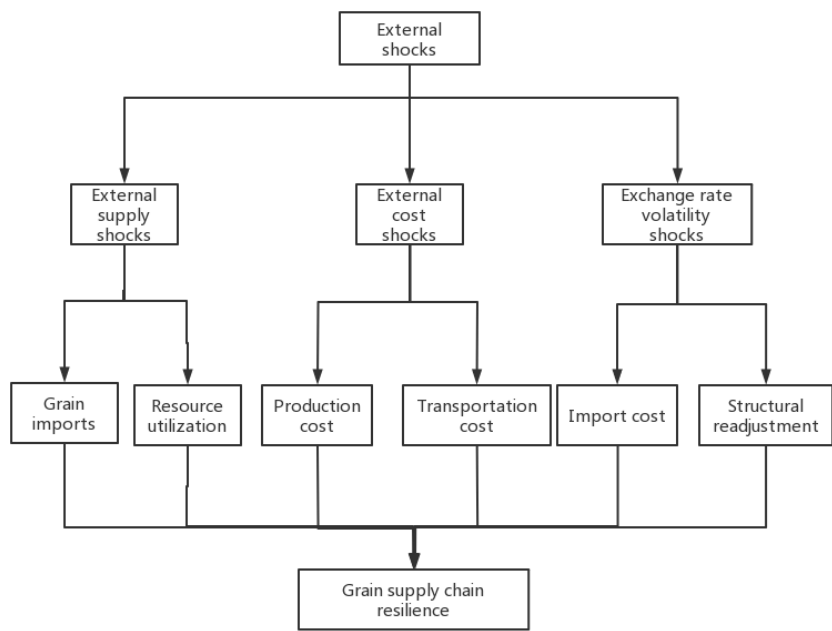 External
shocks
External
supply
shocks
External
cost
shocks
Exchange rate
volatility
shocks
Grain
imports
Resource
utilization
Production
cost
Transportation
cost
Import cost
Structural
readjustment
Grain supply chain
resilience